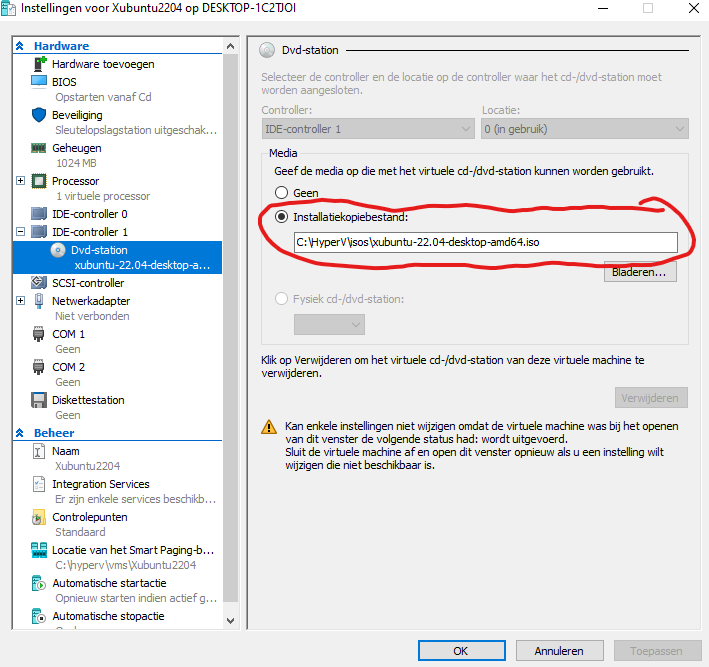 Instellingen voor Xubuntu2204 op DESKTOP-1C2TJOI
Hardware
Hardware toevoegen
BIOS
Opstarten vanaf Cd
Beveiliging
Sleutelopslagstation uitgeschak...
Geheugen
1024 MB
Processor
1 virtuele processor
IDE-controller 0
IDE-controller 1
Dvd-station
xubuntu-22.04-desktop-a...
SCSI-controller
Netwerkadapter
Niet verbonden
COM 1
Geen
COM 2
Geen
Diskettestation
Geen
Beheer
Naam
Xubuntu2204
Integration Services
Er zijn enkele services beschikb...
Controlepunten
Standaard
Locatie van het Smart Paging-b...
C:\hyperv\vms\Xubuntu2204
Automatische startactie
Opnieuw starten indien actief g...
Automatische stopactie
Dvd-station
Selecteer de controller en de locatie op de controller waar het cd-/dvd-station moet
worden aangesloten.
Controller:
Locatie:
IDE-controller 1
0 (in gebruik)
Media
Geef de media op die met het virtuele cd-/dvd-station kunnen worden gebruikt.
Geen
Installatiekopiebestand:
C:\HyperV\isos\xubuntu-22.04-desktop-amd64.iso
Bladeren...
Fysiek cd-/dvd-station:
Klik op Verwijderen om het virtuele cd-/dvd-station van deze virtuele machine te
verwijderen.
Verwijderen
Kan enkele instellingen niet wijzigen omdat de virtuele machine was bij het openen
van dit venster de volgende status had: wordt uitgevoerd.
Sluit de virtuele machine af en open dit venster opnieuw als u een instelling wilt
wijzigen die niet beschikbaar is.
OK
Annuleren
Toepassen